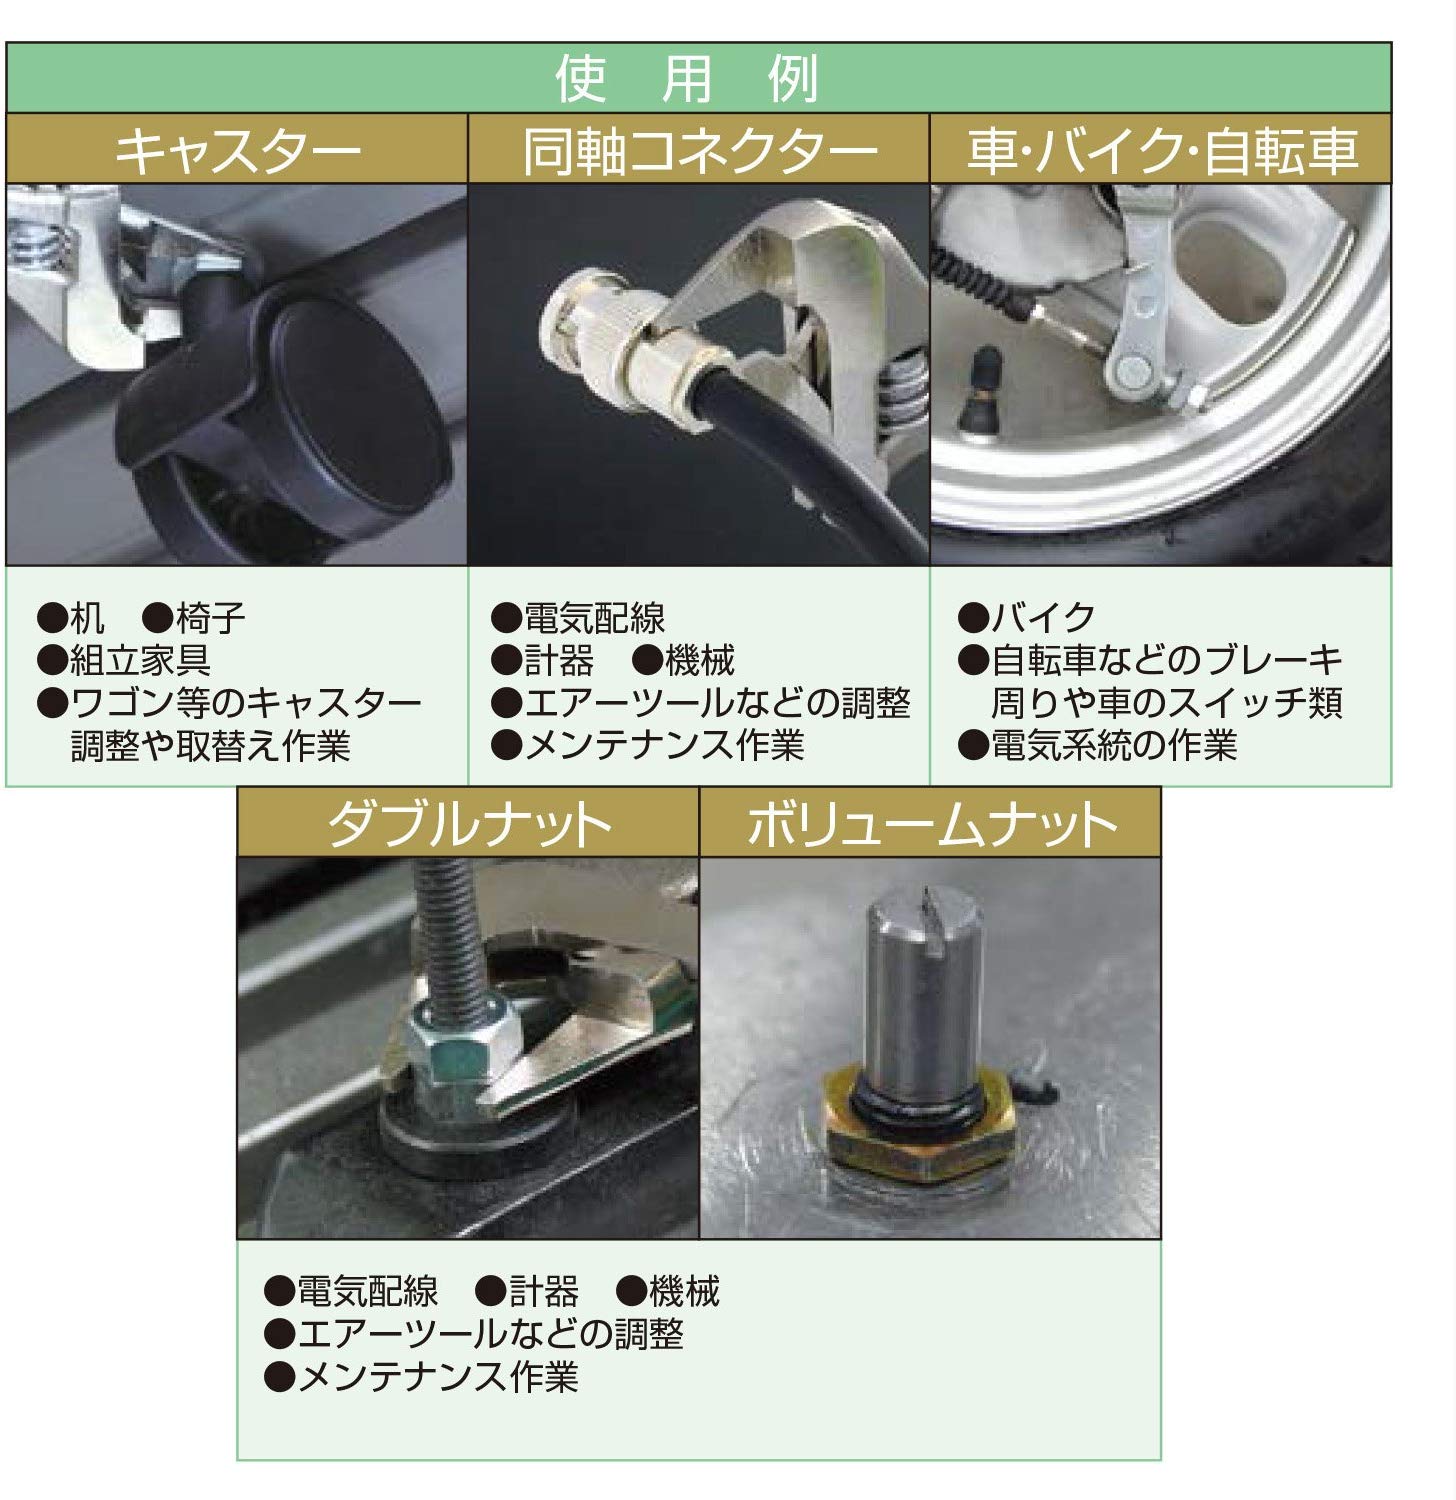 使用例
キャスター
同軸コネクター
車・バイク・自転車
●机 ●椅子
●組立家具
●ワゴン等のキャスター
調整や取替え作業
●電気配線
●計器 ●機械
●エアーツールなどの調整
●メンテナンス作業
●バイク
●自転車などのブレーキ
周りや車のスイッチ類
●電気系統の作業
ダブルナット
ボリュームナット
●電気配線 ●計器 ●機械
●エアーツールなどの調整
●メンテナンス作業